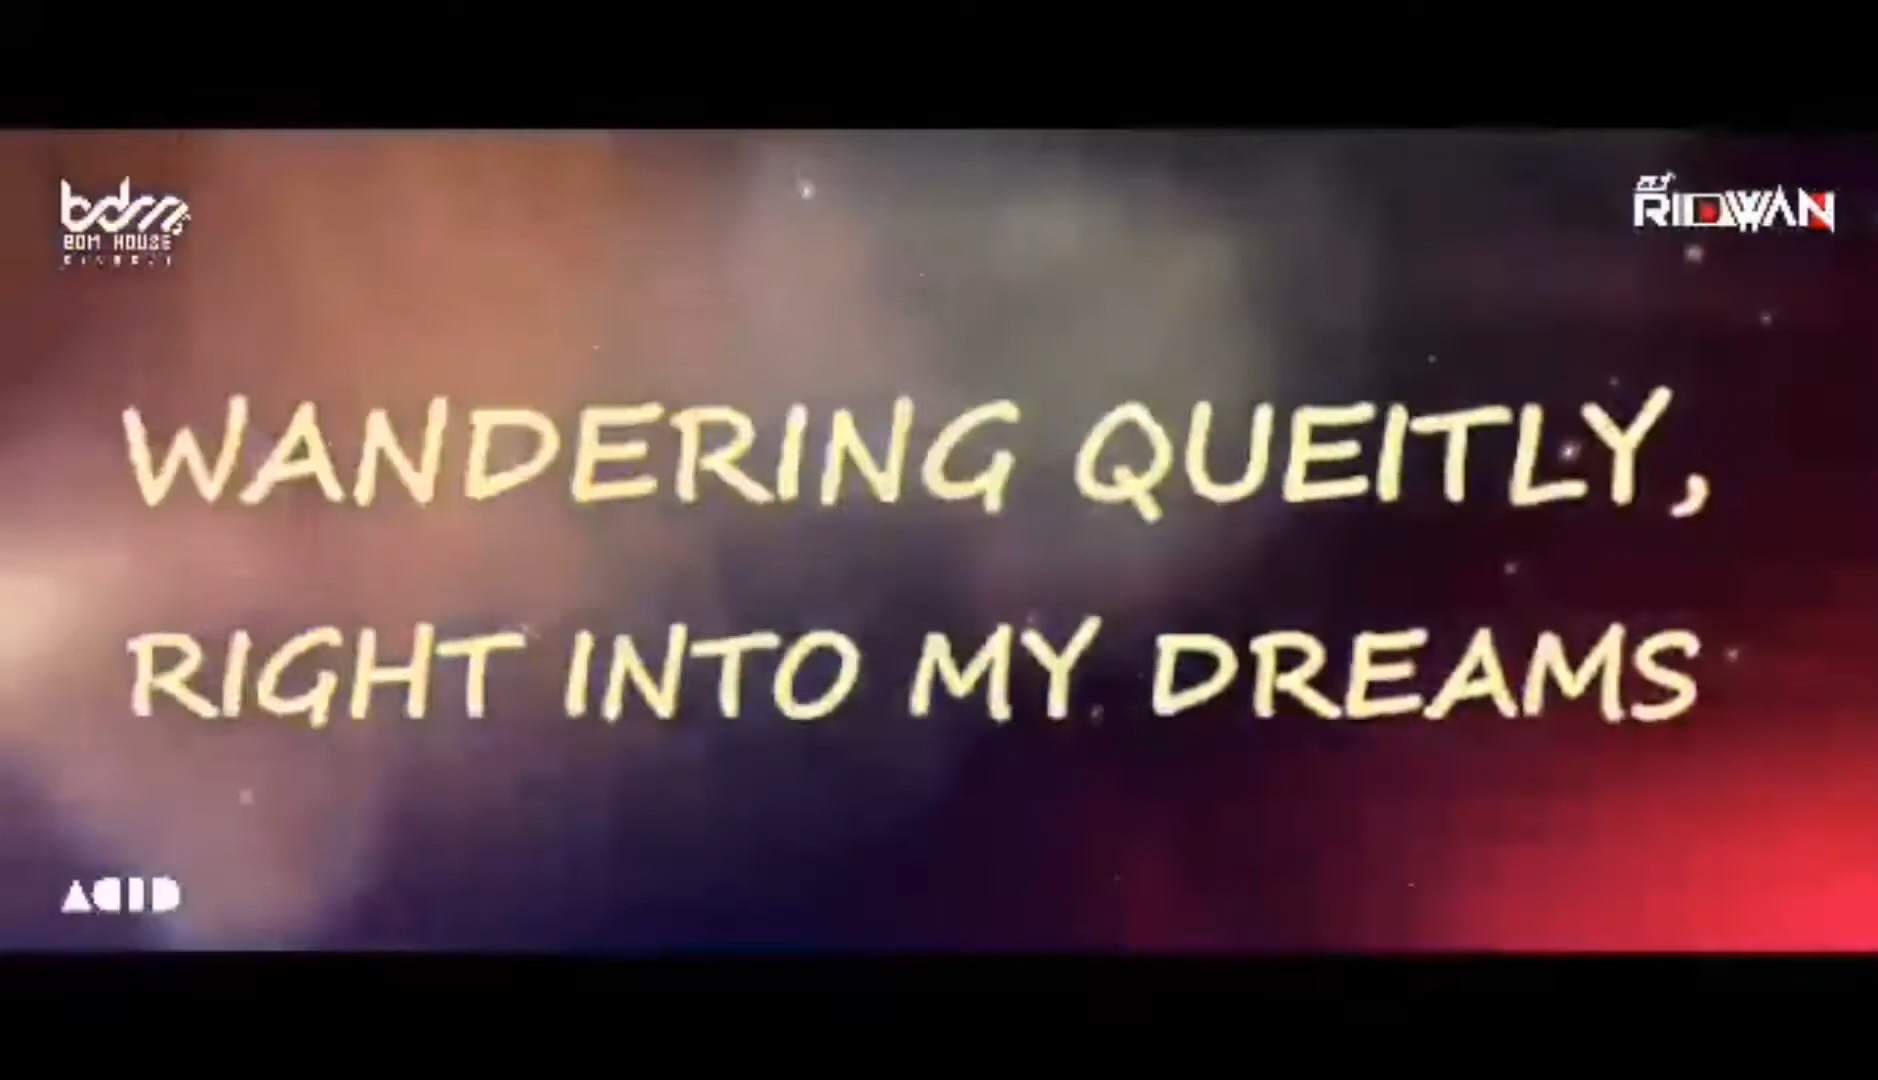 bdm
BDM HOUSE
RIDWAN
WANDERING QUEITLY,
RIGHT INTO MY DREAMS
ACID